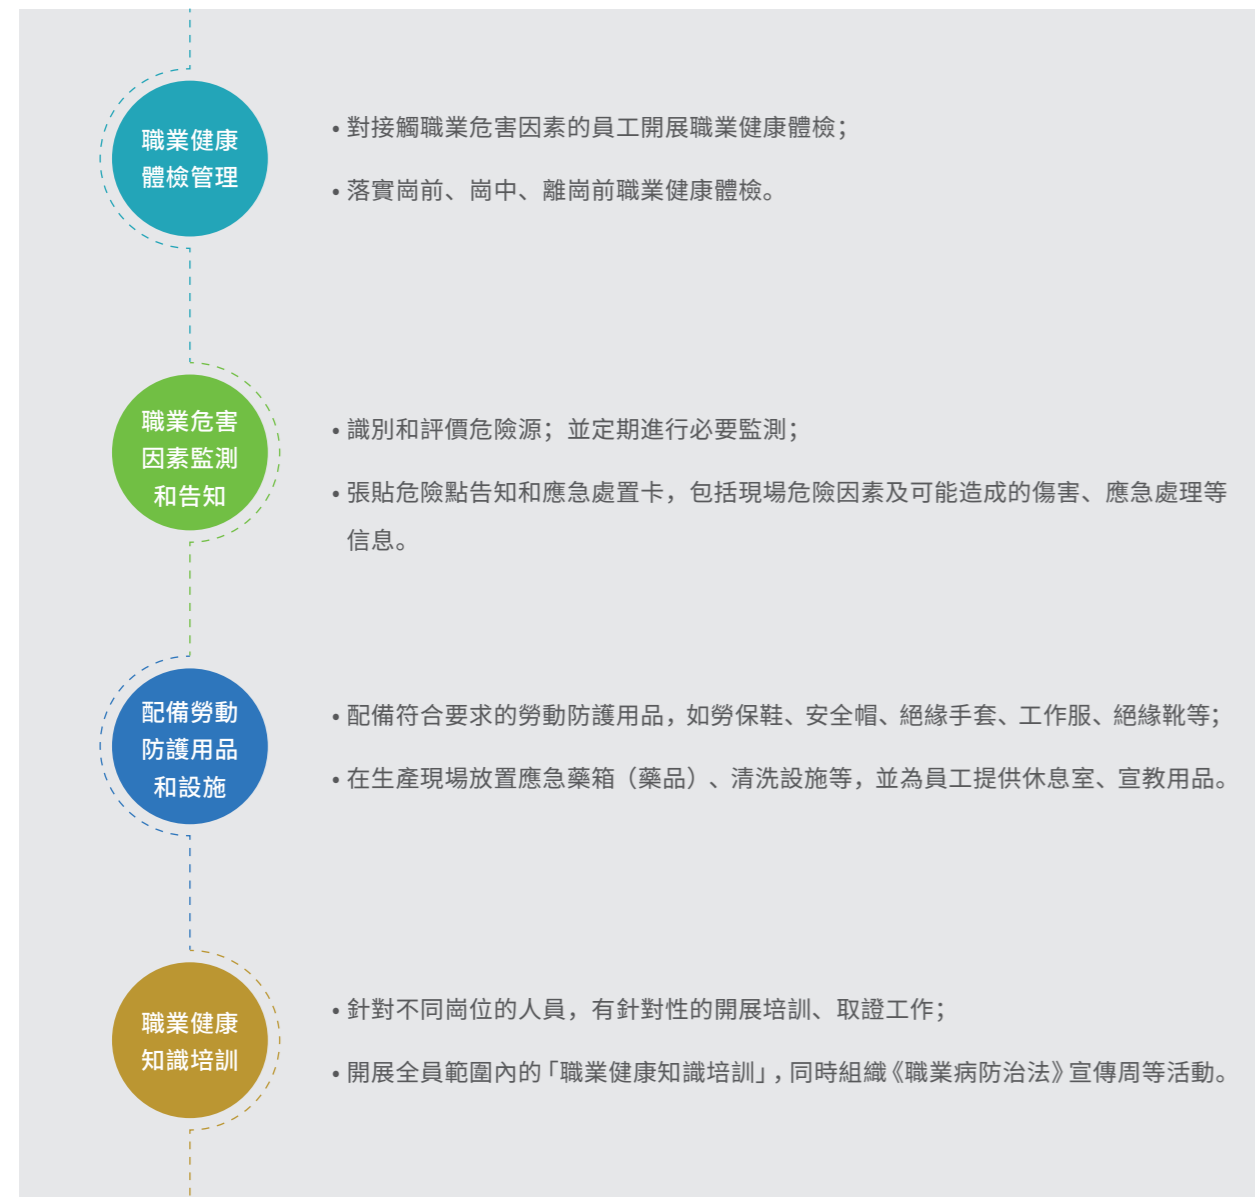 職業健康
體檢管理
•對接觸職業危害因素的員工開展職業健康體檢；
•落實崗前、崗中、離崗前職業健康體檢。
職業危害
因素監測
和告知
•識別和評價危險源；並定期進行必要監測；
•張貼危險點告知和應急處置卡，包括現場危險因素及可能造成的傷害、應急處理等
信息。
配備勞動
防護用品
和設施
•配備符合要求的勞動防護用品，如勞保鞋、安全帽、絕緣手套、工作服、絕緣靴等；
•在生產現場放置應急藥箱（藥品）、清洗設施等，並為員工提供休息室、宣教用品。
職業健康
知識培訓
•針對不同崗位的人員，有針對性的開展培訓、取證工作；
•開展全員範圍內的「職業健康知識培訓」，同時組織《職業病防治法》宣傳周等活動。